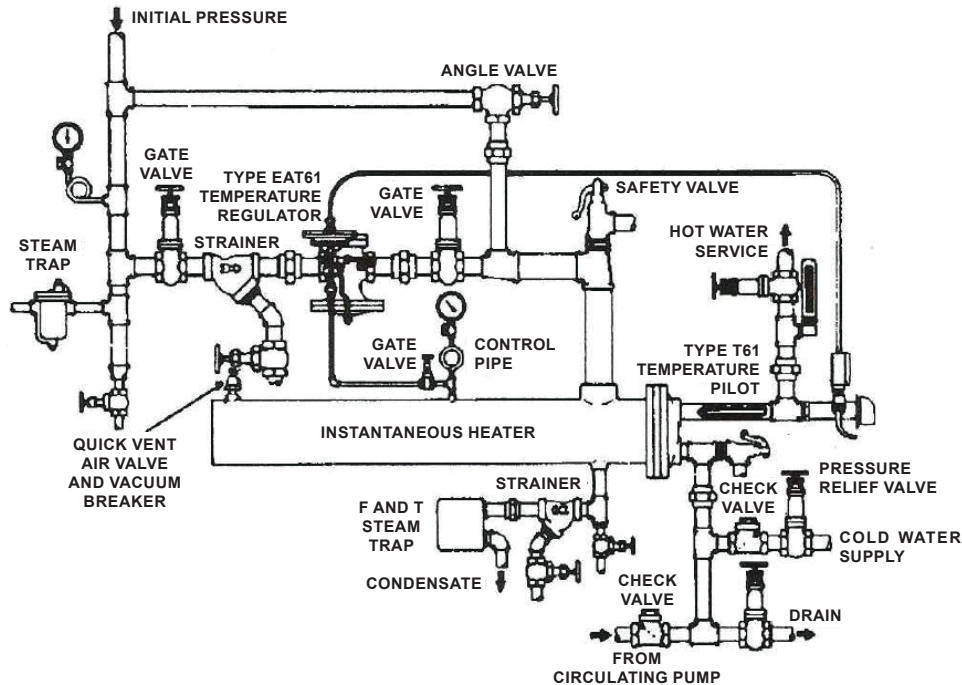 INITIAL PRESSURE
ANGLE VALVE
GATE
VALVE
TYPE EAT61
TEMPERATURE
REGULATOR
GATE
VALVE
SAFETY VALVE
HOT WATER
SERVICE
STEAM
TRAP
STRAINER
GATE
VALVE
CONTROL
PIPE
TYPE T61
TEMPERATURE
PILOT
QUICK VENT
AIR VALVE
AND VACUUM
BREAKER
INSTANTANEOUS HEATER
STRAINER
F AND T
STEAM
TRAP
CONDENSATE
CHECK
VALVE
PRESSURE
RELIEF VALVE
COLD WATER
SUPPLY
CHECK
VALVE
DRAIN
FROM
CIRCULATING PUMP